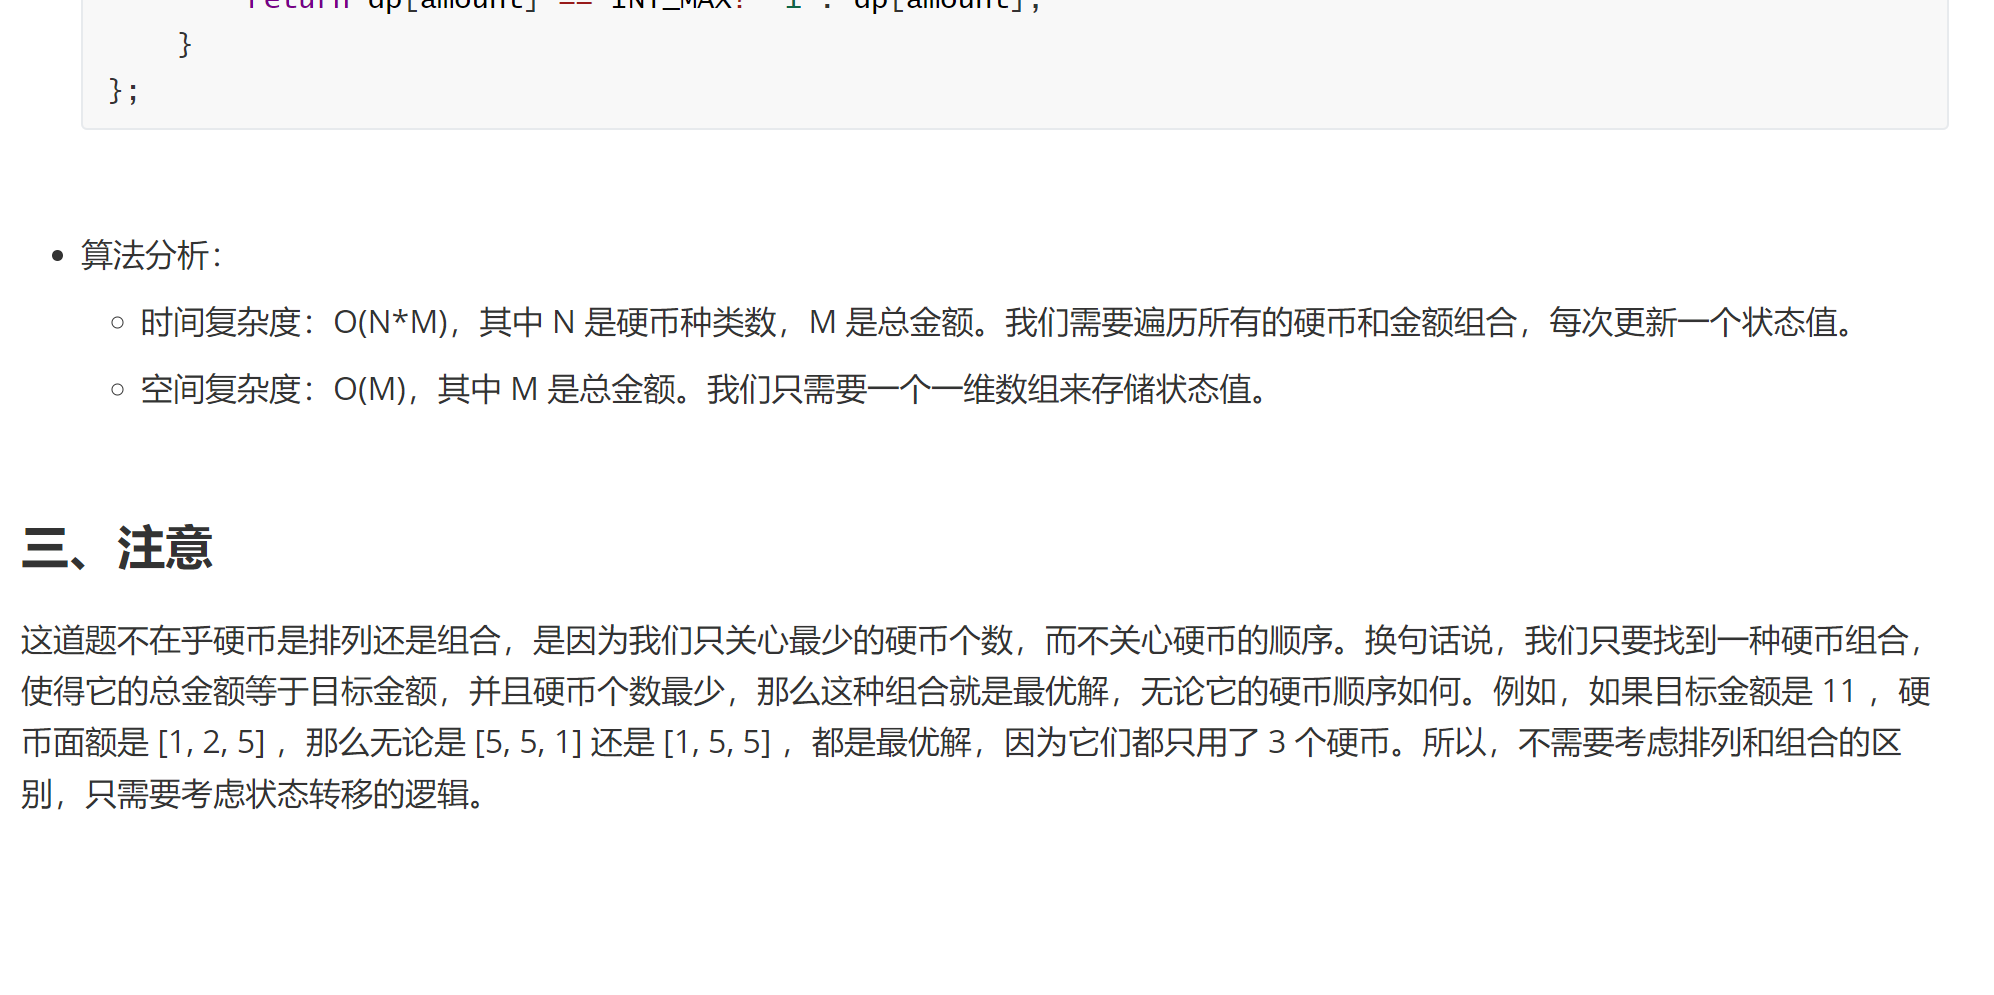 return dp[amount] == INT_MAX? -1 : dp[amount];
}
};
算法分析：
时间复杂度：O(N*M)，其中 N 是硬币种类数，M 是总金额。我们需要遍历所有的硬币和金额组合，每次更新一个状态值。
空间复杂度：O(M)，其中 M 是总金额。我们只需要一个一维数组来存储状态值。
三、注意
这道题不在乎硬币是排列还是组合，是因为我们只关心最少的硬币个数，而不关心硬币的顺序。换句话说，我们只要找到一种硬币组合，
使得它的总金额等于目标金额，并且硬币个数最少，那么这种组合就是最优解，无论它的硬币顺序如何。例如，如果目标金额是 11 ，硬
币面额是 [1, 2, 5] ，那么无论是 [5, 5, 1] 还是 [1, 5, 5] ，都是最优解，因为它们都只用了 3 个硬币。所以，不需要考虑排列和组合的区
别，只需要考虑状态转移的逻辑。